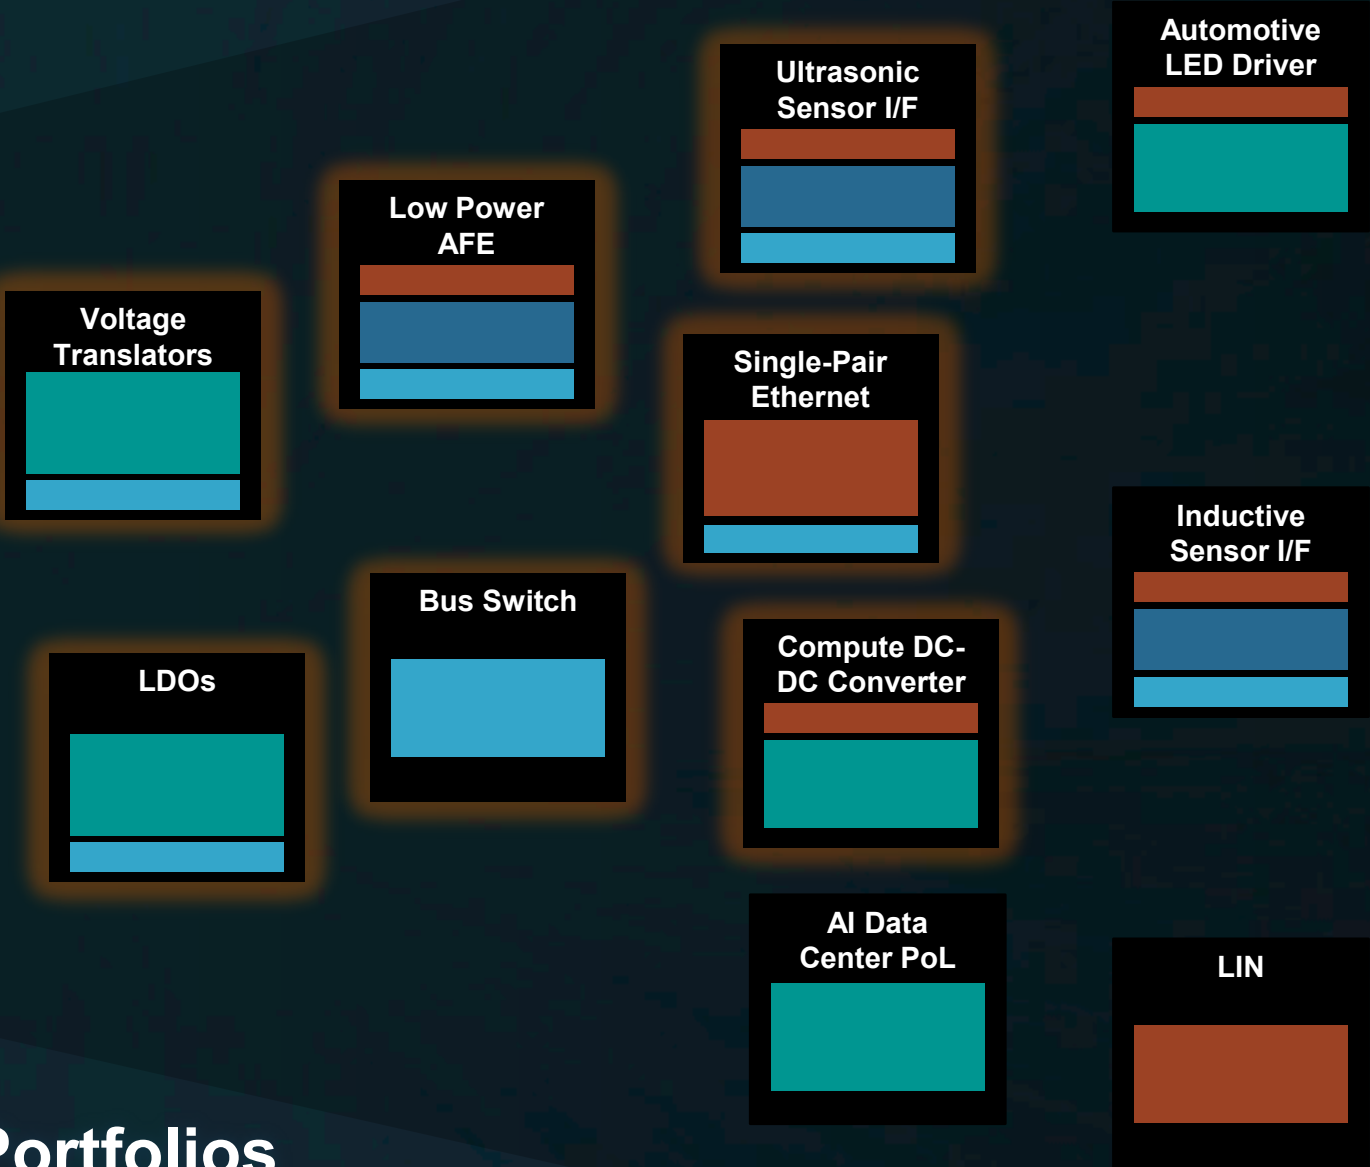 Automotive
LED Driver
Ultrasonic
Sensor I/F
Low Power
AFE
Voltage
Translators
Single-Pair
Ethernet
Inductive
Sensor I/F
Bus Switch
Compute DC-
DC Converter
LDOs
AI Data
Center PoL
LIN
Portfolios